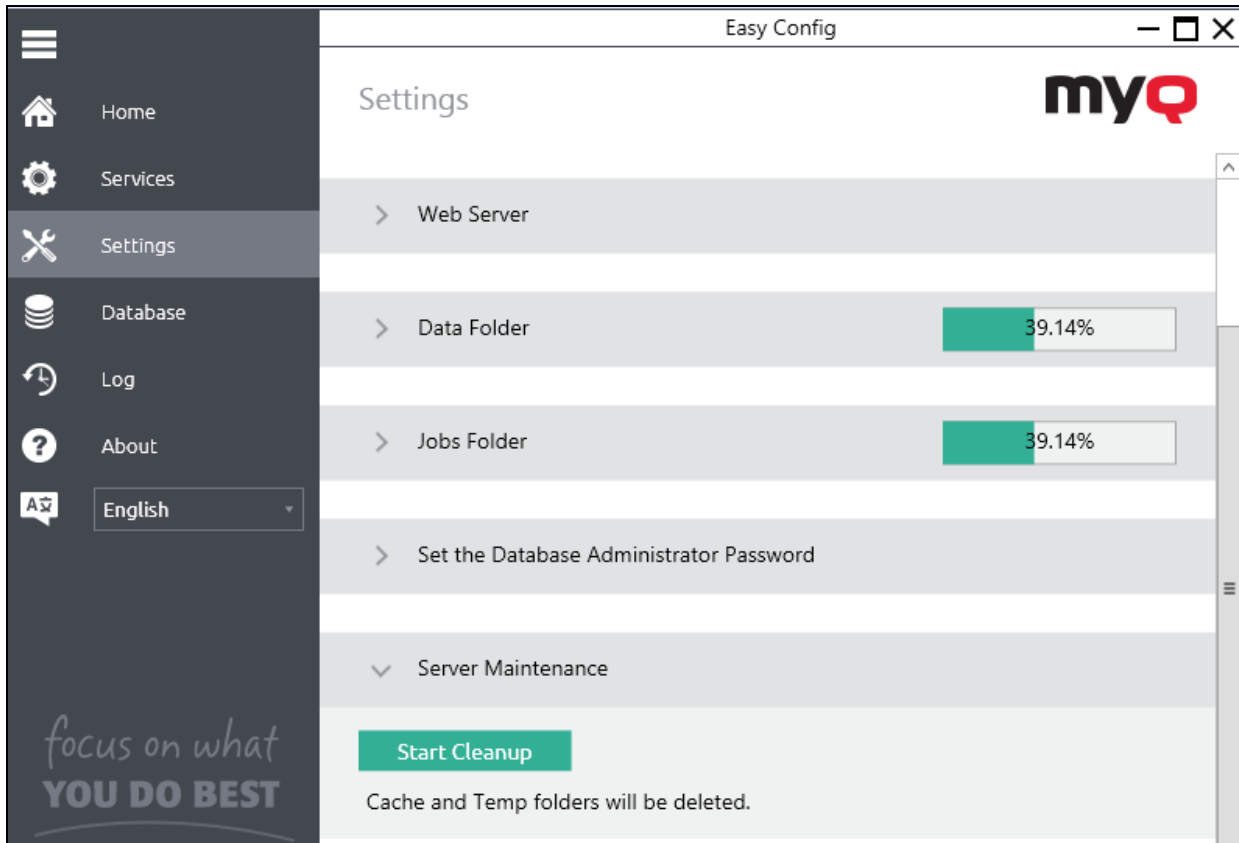 Easy Config
Home
Services
Settings
Database
Log
?
About
A文
English
focus on what
YOU DO BEST
Settings
myQ
Web Server
Data Folder
39.14%
Jobs Folder
39.14%
Set the Database Administrator Password
Server Maintenance
Start Cleanup
Cache and Temp folders will be deleted.